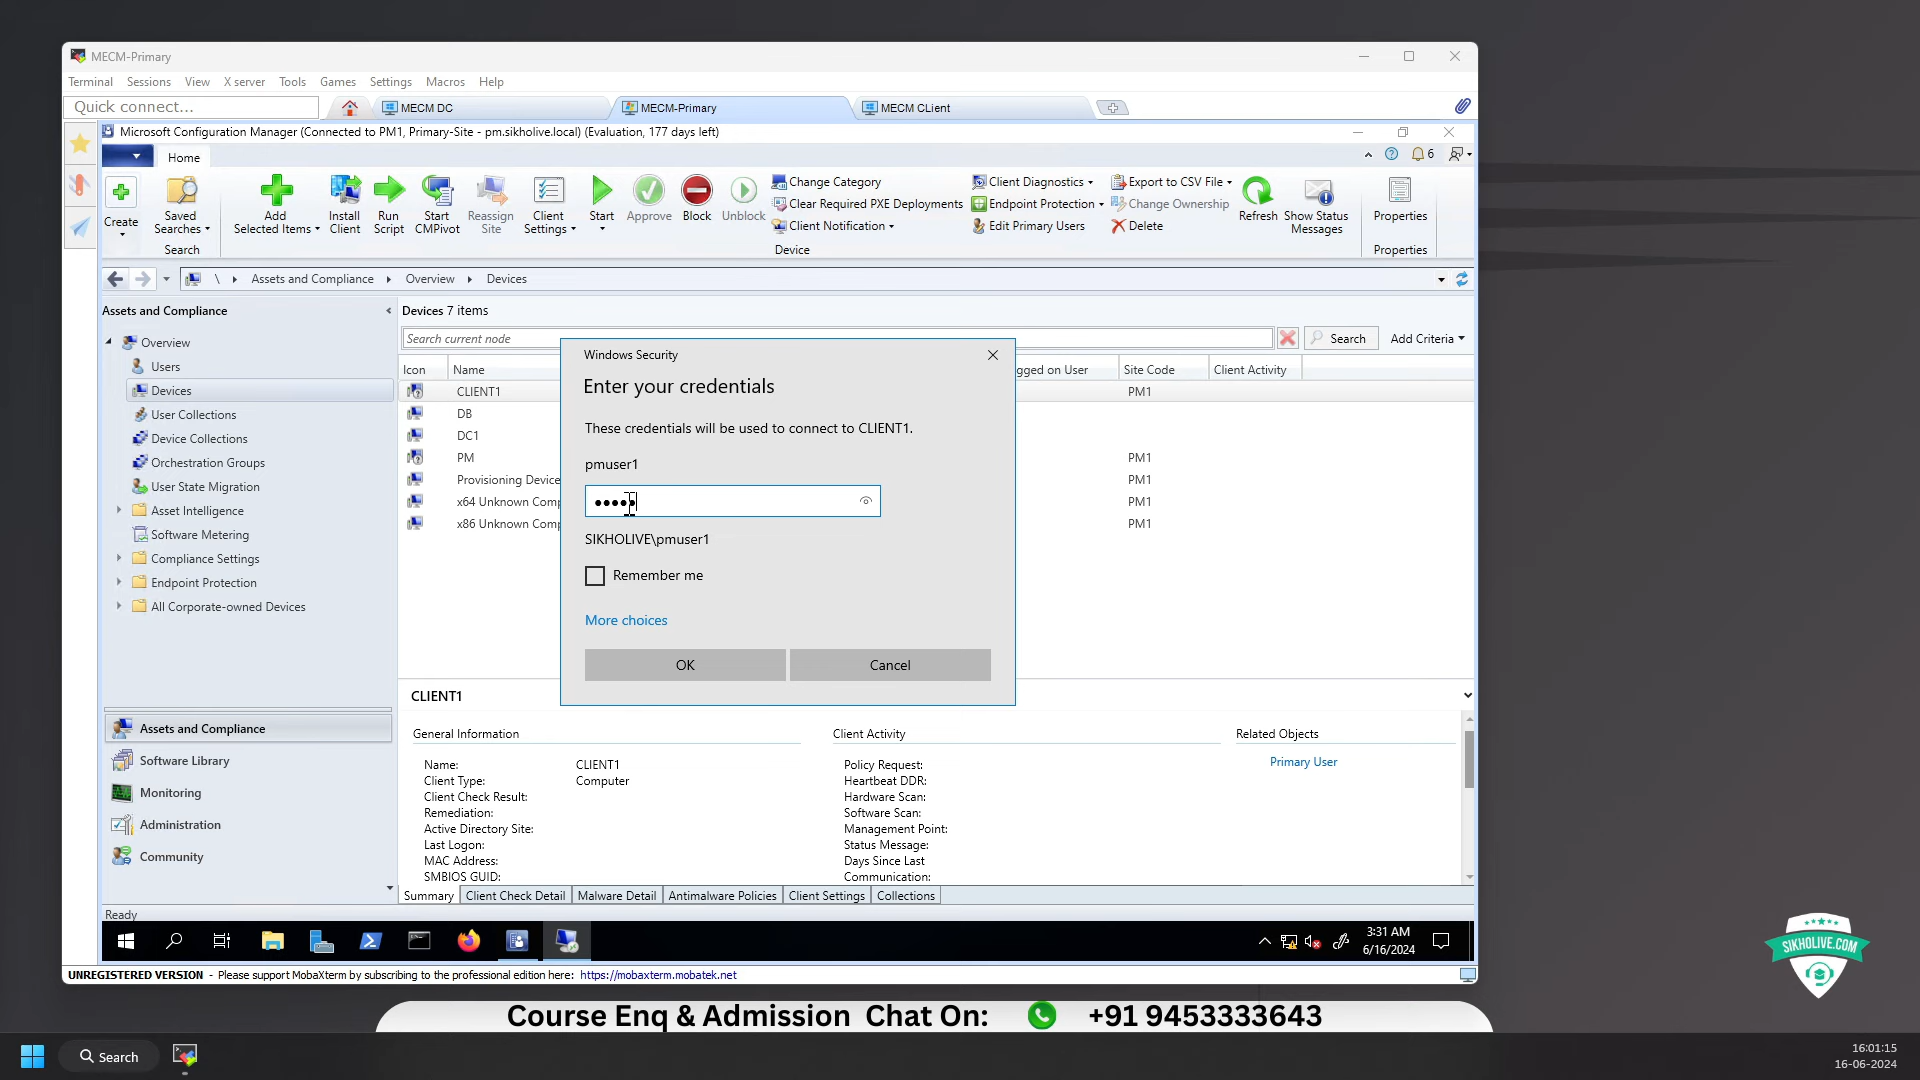 MECM-Primary
Terminal Sessions View X server Tools Games Settings Macros Help
Quick connect...
MECM DC
MECM-Primary
MECM CLient
Microsoft Configuration Manager (Connected to PM1, Primary-Site - pm.sikholive.local) (Evaluation, 177 days left)
Home
6
Create
Saved Searches
Search
Add Selected Items
Install Client
Run Script
Start CMPivot
Reassign Site
Client Settings
Start
Approve
Block
Unblock
Change Category
Clear Required PXE Deployments
Client Notification
Client Diagnostics
Endpoint Protection
Edit Primary Users
Export to CSV File
Change Ownership
Delete
Device
Refresh
Show Status Messages
Properties
Properties
\ Assets and Compliance Overview Devices
Assets and Compliance
Overview
Users
Devices
User Collections
Device Collections
Orchestration Groups
User State Migration
Asset Intelligence
Software Metering
Compliance Settings
Endpoint Protection
All Corporate-owned Devices
Assets and Compliance
Software Library
Monitoring
Administration
Community
Devices 7 items
Search current node
Search
Add Criteria
Icon Name gged on User Site Code Client Activity
CLIENT1 PM1
DB
DC1
PM PM1
Provisioning Device PM1
x64 Unknown Comp PM1
x86 Unknown Comp PM1
Windows Security
Enter your credentials
These credentials will be used to connect to CLIENT1.
pmuser1
•••••
SIKHOLIVE\pmuser1
Remember me
More choices
OK
Cancel
CLIENT1
General Information
Name: CLIENT1
Client Type: Computer
Client Check Result:
Remediation:
Active Directory Site:
Last Logon:
MAC Address:
SMBIOS GUID:
Client Activity
Policy Request:
Heartbeat DDR:
Hardware Scan:
Software Scan:
Management Point:
Status Message:
Days Since Last
Communication:
Related Objects
Primary User
Summary Client Check Detail Malware Detail Antimalware Policies Client Settings Collections
Ready
3:31 AM
6/16/2024
UNREGISTERED VERSION - Please support MobaXterm by subscribing to the professional edition here: https://mobaxterm.mobatek.net
SIKHOLIVE.COM
Course Enq & Admission Chat On: +91 9453333643
Search
16:01:15
16-06-2024